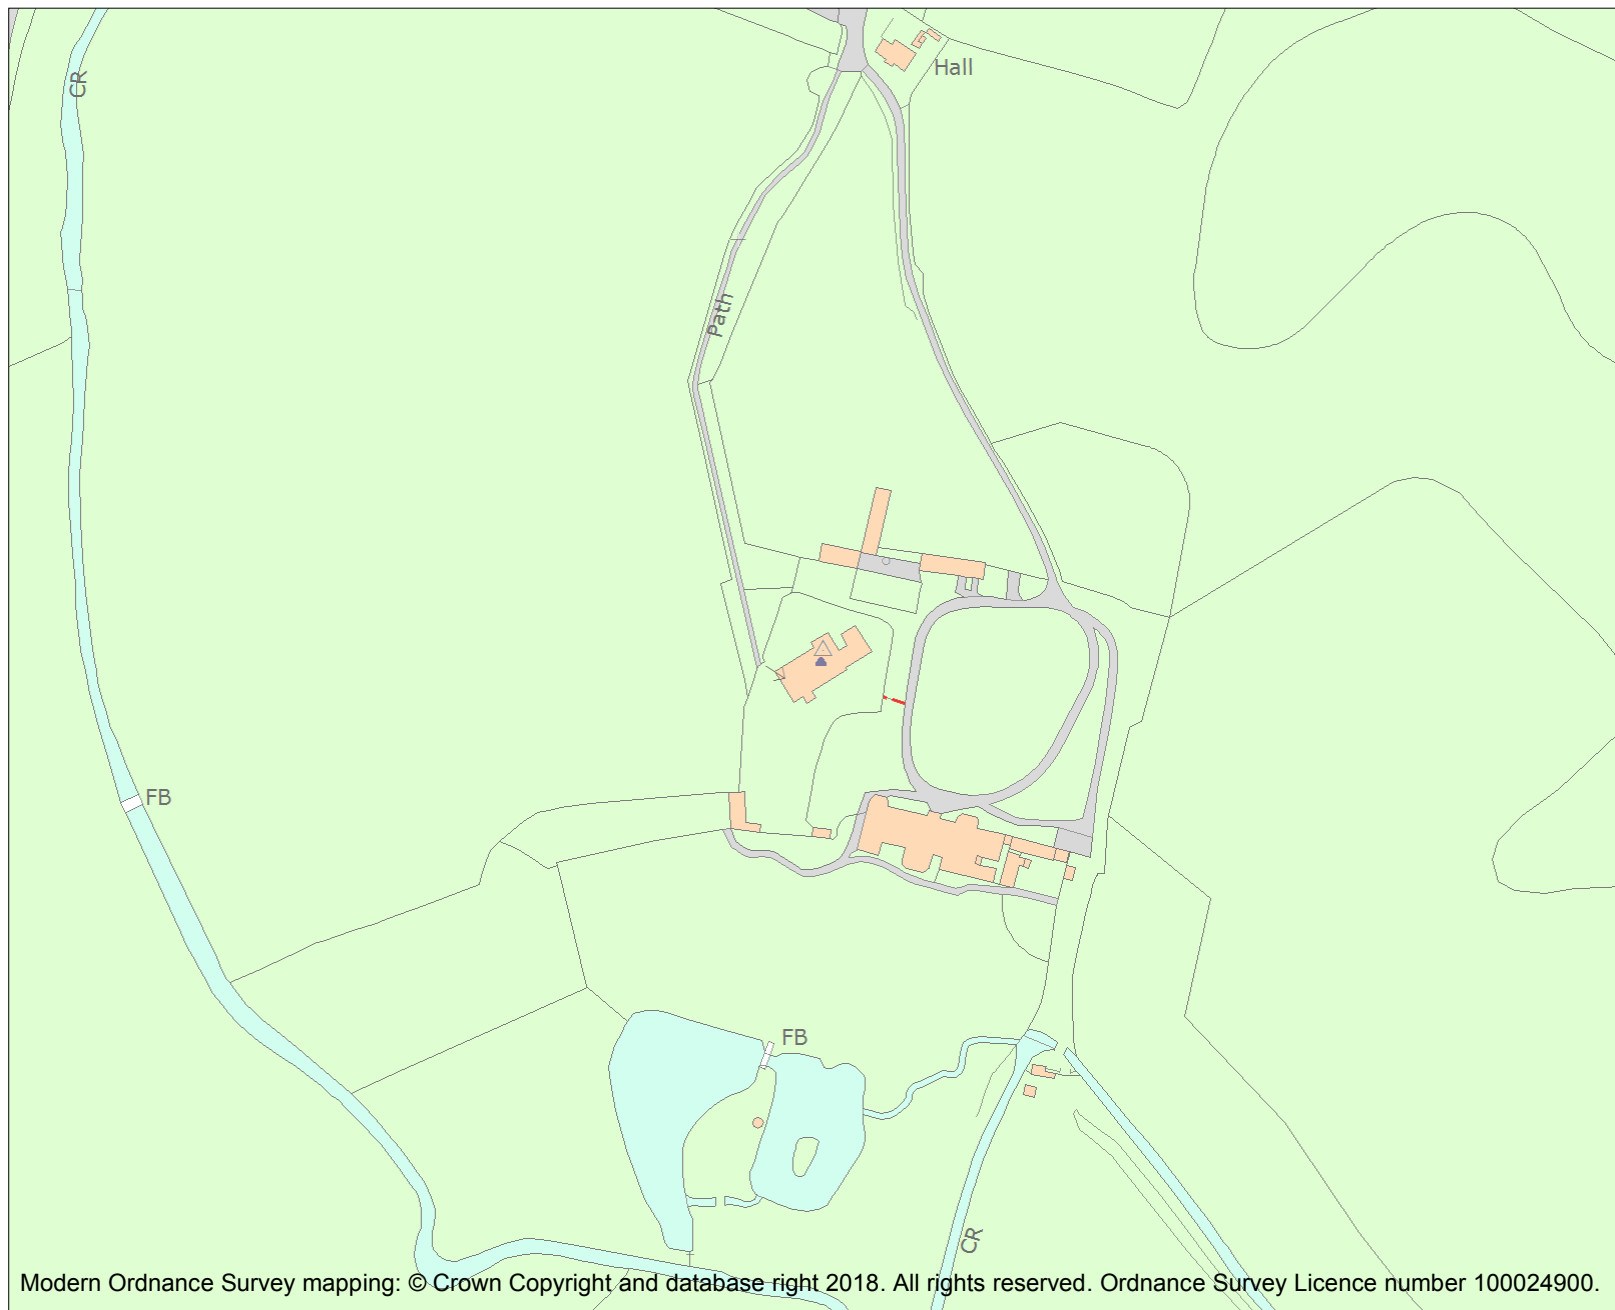 CR
Hall
Path
FB
FB
CR
Modern Ordnance Survey mapping: © Crown Copyright and database right 2018. All rights reserved. Ordnance Survey Licence number 100024900.